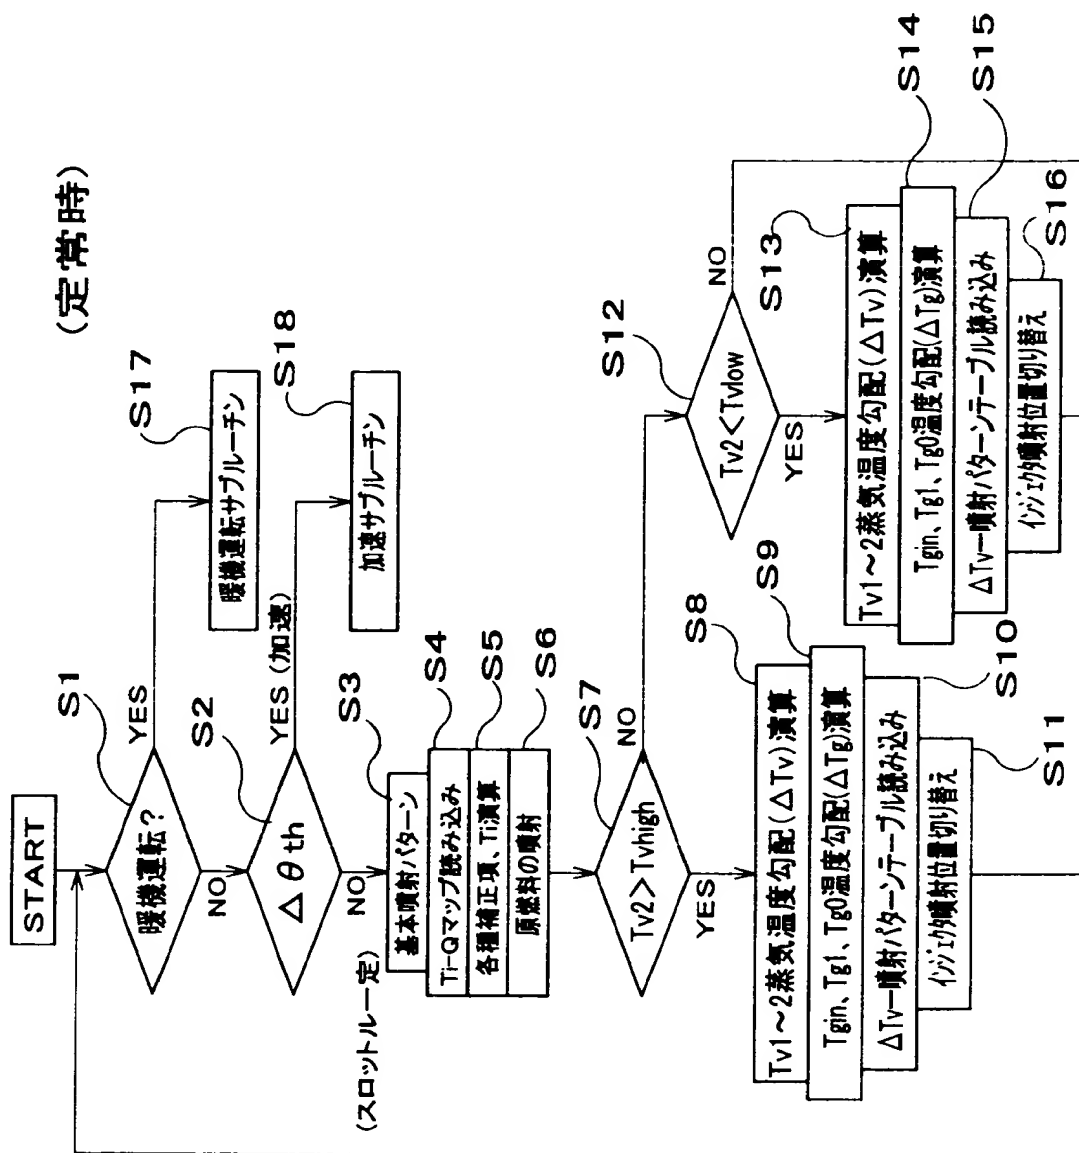 (定常時)
START
暖機運転?
S1
YES
NO
暖機運転サブルーチン
S17
Δθth
S2
YES (加速)
NO
加速サブルーチン
S18
(スロットル一定)
基本噴射パターン
S3
Ti-Qマップ読み込み
S4
各種補正項、Ti演算
S5
原燃料の噴射
S6
Tv2>Tvhigh
S7
NO
YES
Tv1~2蒸気温度勾配(ΔTv)演算
S8
Tgin、Tg1、Tg0温度勾配(ΔTg)演算
S9
ΔTv−噴射パターンテーブル読み込み
S10
インジェクタ噴射位置切り替え
S11
Tv2<Tvlow
S12
NO
YES
Tv1~2蒸気温度勾配(ΔTv)演算
S13
Tgin、Tg1、Tg0温度勾配(ΔTg)演算
S14
ΔTv−噴射パターンテーブル読み込み
S15
インジェクタ噴射位置切り替え
S16